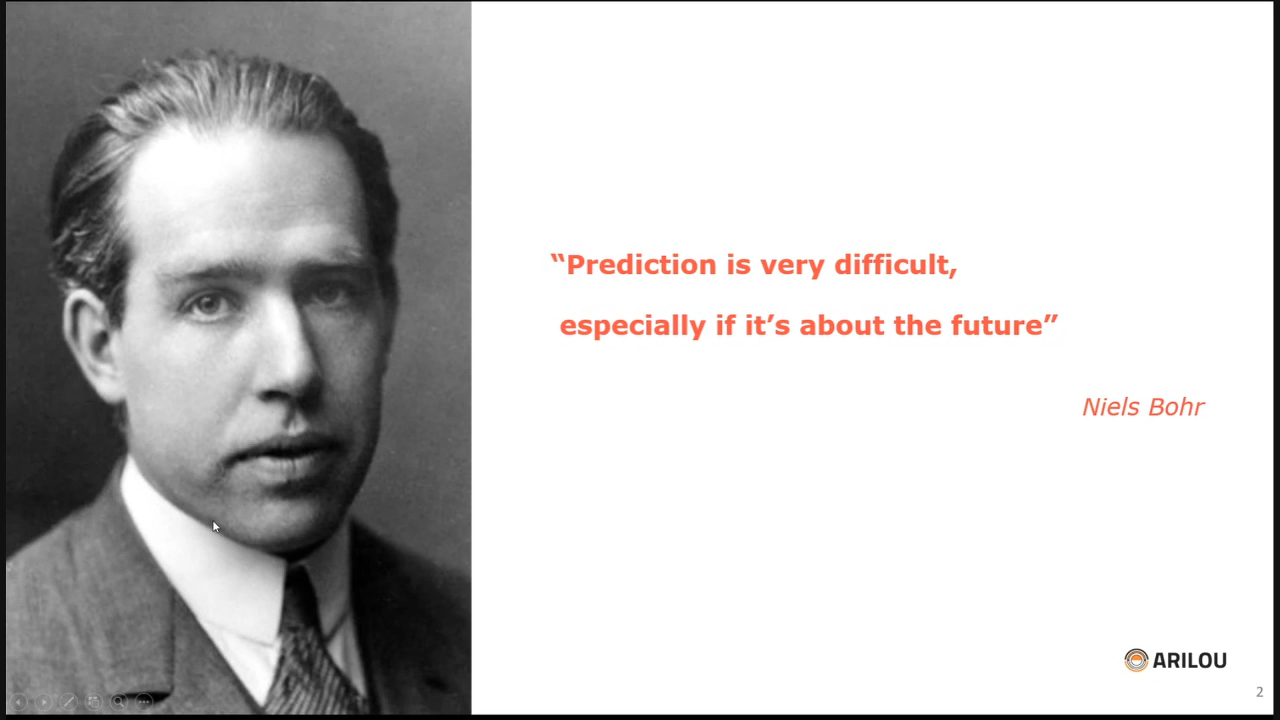 “Prediction is very difficult,
especially if it’s about the future”
Niels Bohr
ARILOU
2